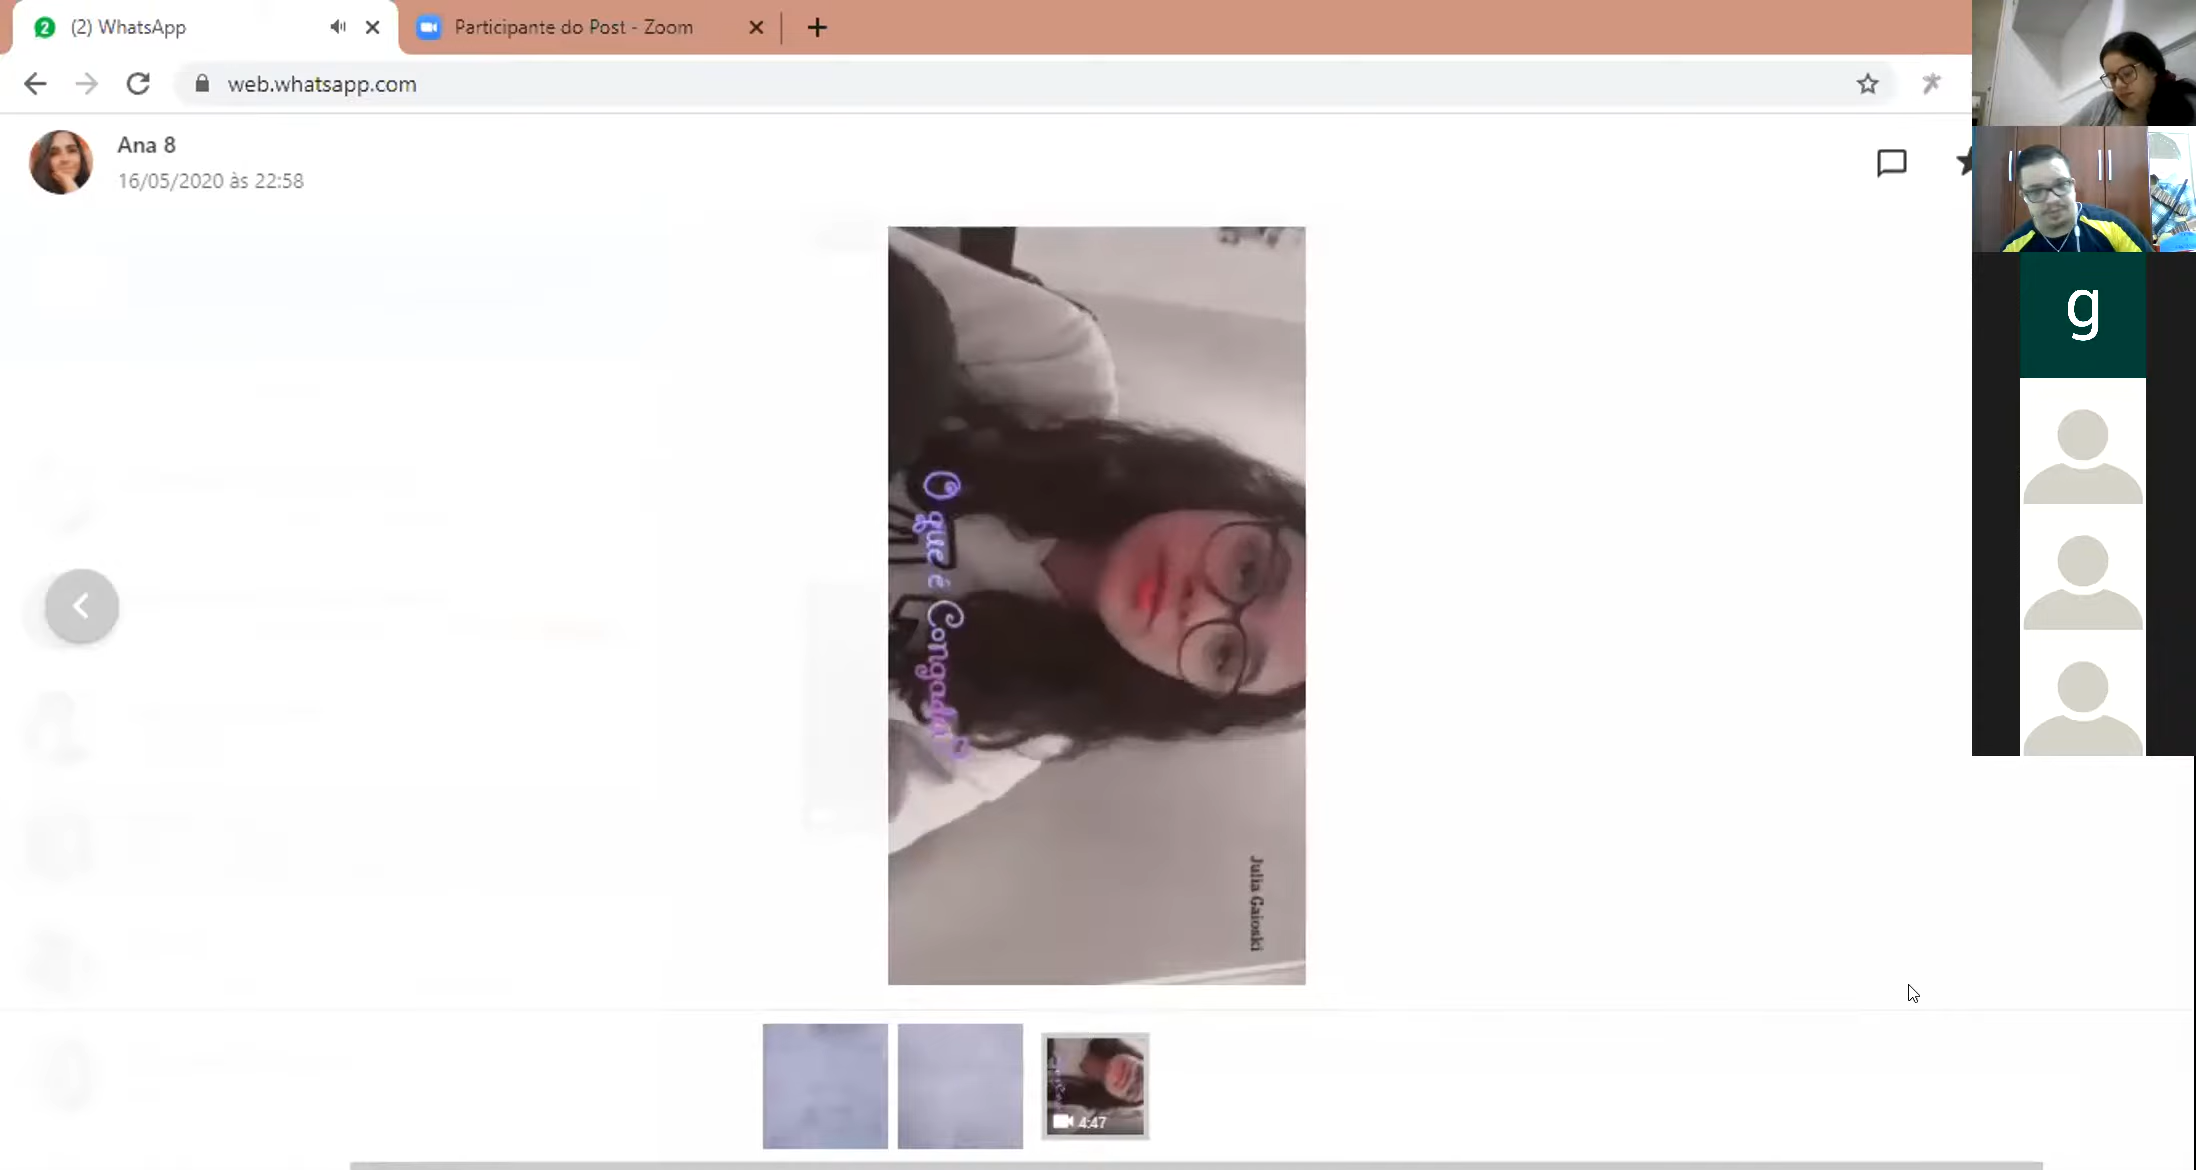 (2) WhatsApp
Participante do Post - Zoom
web.whatsapp.com
Ana 8
16/05/2020 às 22:58
g
O que é Congada?
Julia Gaioski
4:47